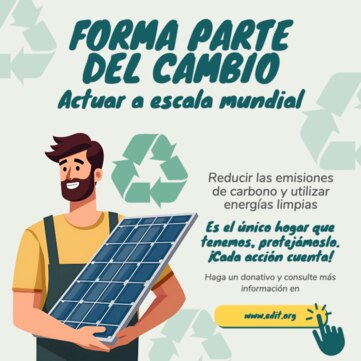 FORMA PARTE
DEL CAMBIO
Actuar a escala mundial
Reducir las emisiones
de carbono y utilizar
energías limpias
Es el único hogar que
tenemos, protejámoslo.
¡Cada acción cuenta!
Haga un donativo y consulte más
información en
www.edit.org